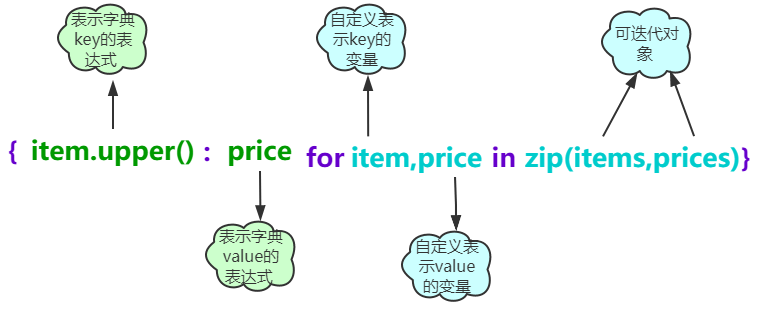 表示字典
key的表
达式
自定义表
示key的
变量
可迭代对
象
{ item.upper() : price for item,price in zip(items,prices)}
表示字典
value的
表达式
自定义表
示value
的变量